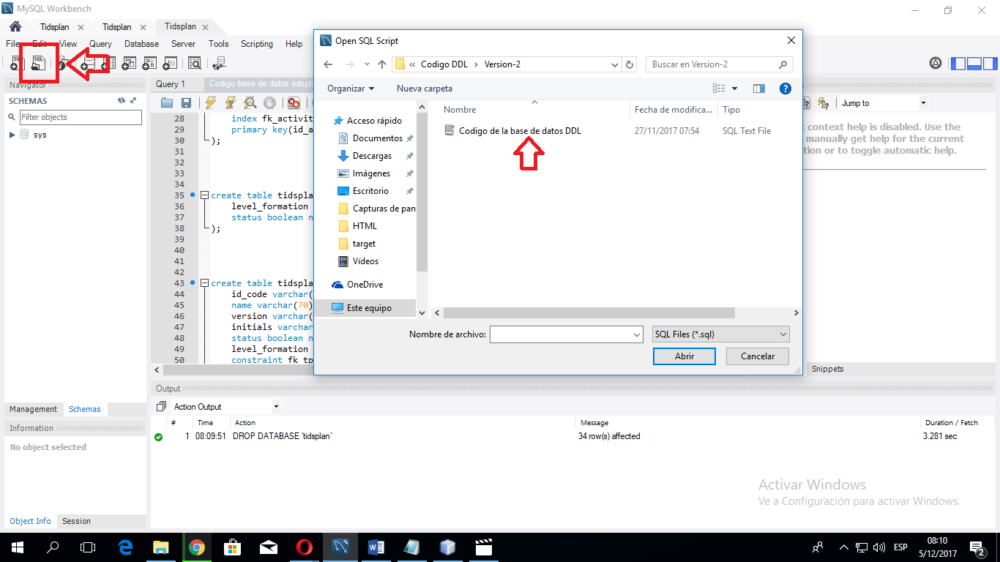 MySQL Workbench
Tidsplan
Tidsplan
Tidsplan
File Edit View Query Database Server Tools Scripting Help
SQL
SQL
Navigator
SCHEMAS
Filter objects
sys
Management Schemas
Information
No object selected
Object Info Session
Query 1
Codigo base de datos tidspl
28 index fk_activit
29 primary key(id_a
30 );
31
32
33
34
35 create table tidspla
36 level_formation
37 status boolean n
38 );
39
40
41
42
43 create table tidspla
44 id_code varchar(
45 name varchar(70)
46 version varchar(
47 initials varchar
48 status boolean n
49 level_formation
50 constraint fk_tp
Open SQL Script
« Codigo DDL > Version-2
Buscar en Version-2
Organizar
Nueva carpeta
Acceso rápido
Documentos
Descargas
Imágenes
Escritorio
Capturas de pan
HTML
target
Vídeos
OneDrive
Este equipo
Nombre Fecha de modifica... Tipo
Codigo de la base de datos DDL 27/11/2017 07:54 SQL Text File
Nombre de archivo:
SQL Files (*.sql)
Abrir
Cancelar
Jump to
context help is disabled. Use the
manually get help for the current
tion or to toggle automatic help.
Snippets
Output
Action Output
# Time Action Message Duration / Fetch
1 08:09:51 DROP DATABASE `tidsplan` 34 row(s) affected 3.281 sec
Activar Windows
Ve a Configuración para activar Windows.
ESP
08:10
5/12/2017
2